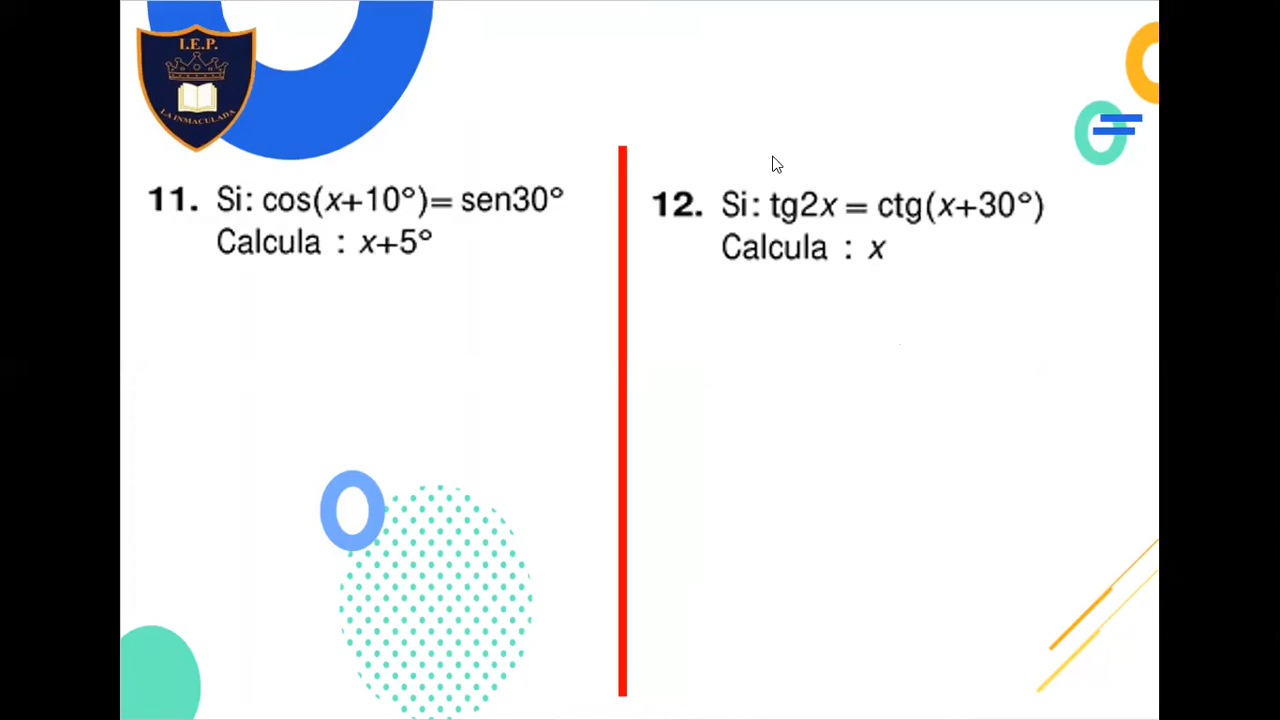 I.E.P.
LA INMACULADA
11. Si: cos(x+10°)= sen30°
Calcula : x+5°
12. Si: tg2x = ctg(x+30°)
Calcula : x